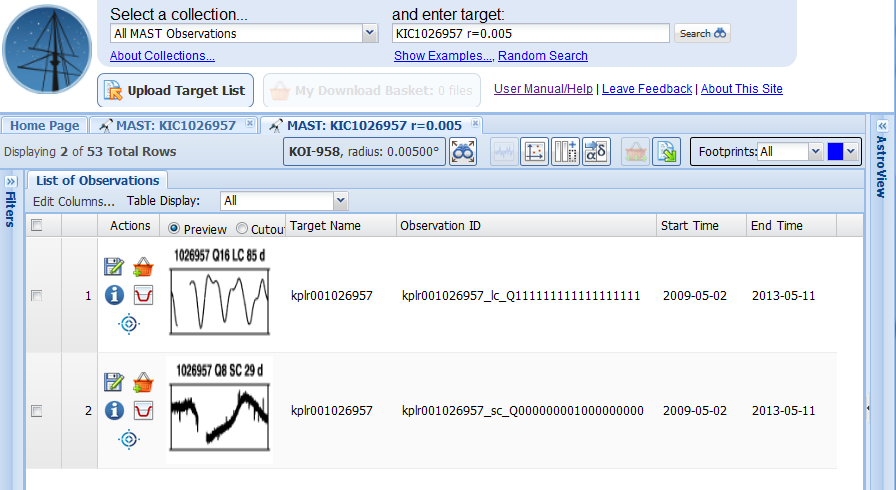 Select a collection... and enter target:
All MAST Observations KIC1026957 r=0.005 Search
About Collections... Show Examples..., Random Search
Upload Target List My Download Basket: 0 files User Manual/Help | Leave Feedback | About This Site
Home Page MAST: KIC1026957 MAST: KIC1026957 r=0.005
Displaying 2 of 53 Total Rows KOI-958, radius: 0.00500° αδ Footprints: All
AstroView
Filters
List of Observations
Edit Columns... Table Display: All
Actions Preview Cutou Target Name Observation ID Start Time End Time
1026957 Q16 LC 85 d
1 kplr001026957 kplr001026957_lc_Q111111111111111111 2009-05-02 2013-05-11
1026957 Q8 SC 29 d
2 kplr001026957 kplr001026957_sc_Q000000001000000000 2009-05-02 2013-05-11